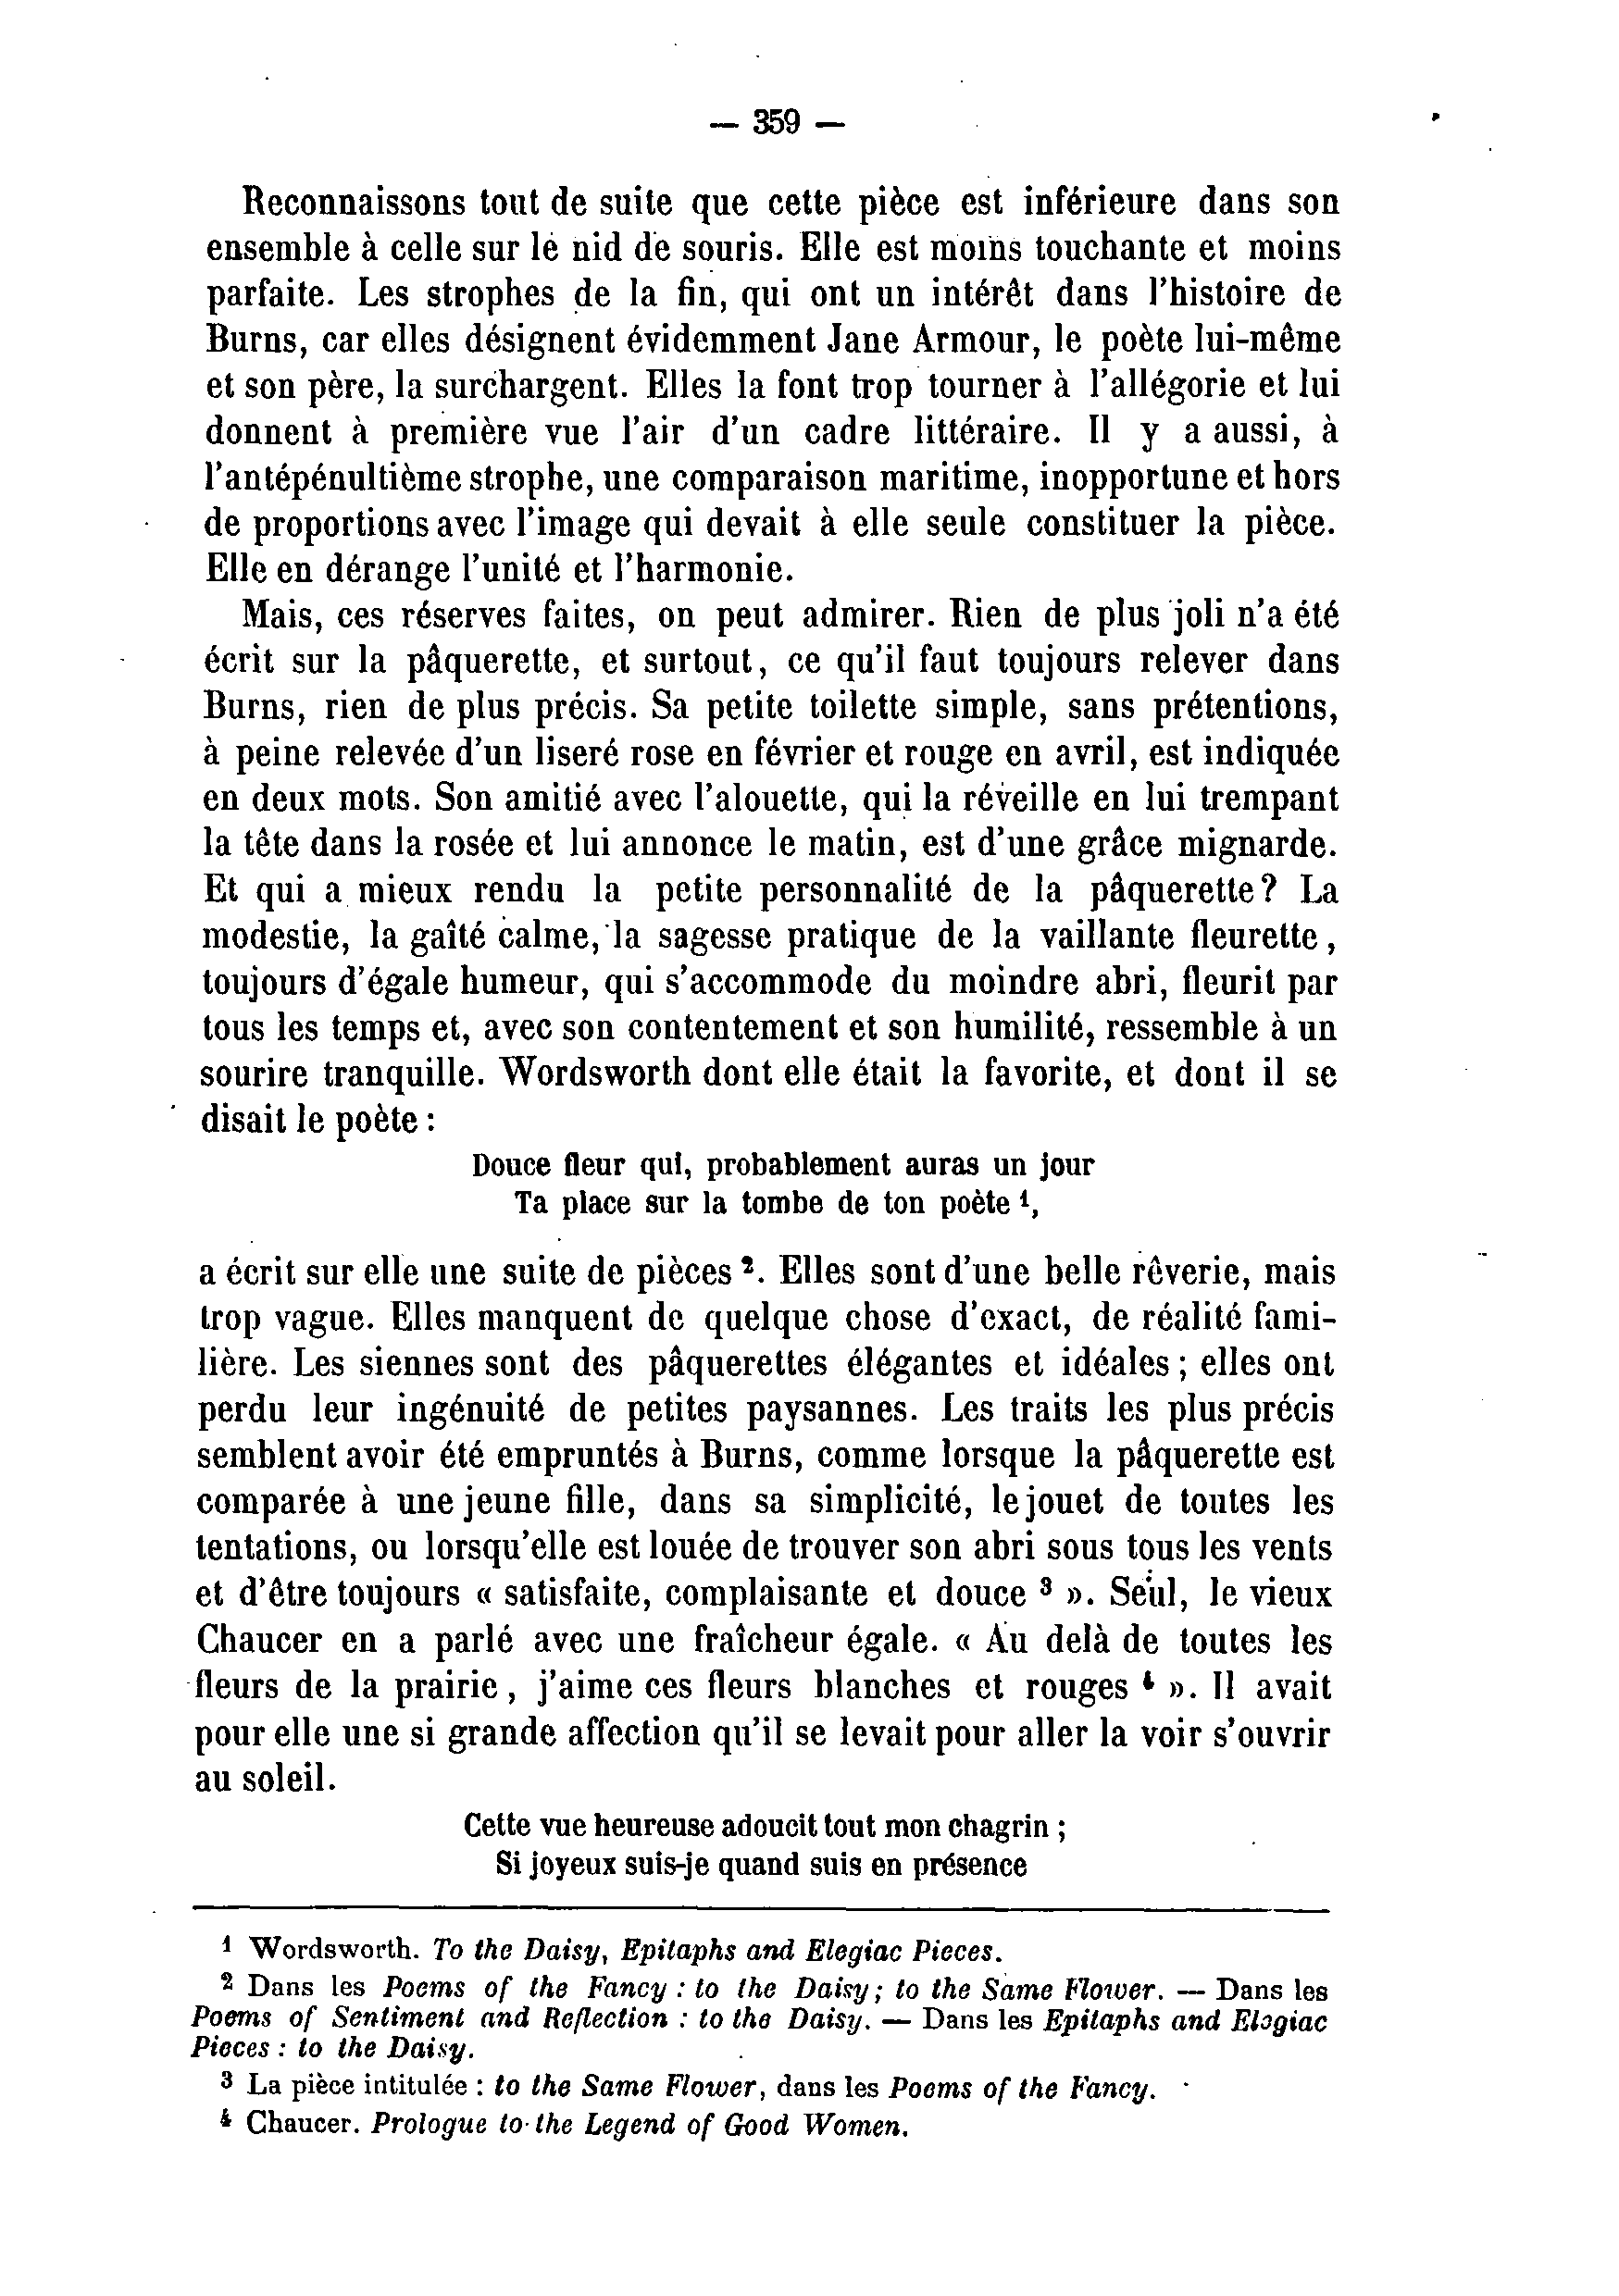 — 359 —
Reconnaissons tout de suite que cette pièce est inférieure dans son
ensemble à celle sur le nid de souris. Elle est moins touchante et moins
parfaite. Les strophes de la fin, qui ont un intérêt dans l'histoire de
Burns, car elles désignent évidemment Jane Armour, le poète lui-même
et son père, la surchargent. Elles la font trop tourner à l'allégorie et lui
donnent à première vue l'air d'un cadre littéraire. Il y a aussi, à
l'antépénultième strophe, une comparaison maritime, inopportune et hors
de proportions avec l'image qui devait à elle seule constituer la pièce.
Elle en dérange l'unité et l'harmonie.
Mais, ces réserves faites, on peut admirer. Rien de plus joli n'a été
écrit sur la pâquerette, et surtout, ce qu'il faut toujours relever dans
Burns, rien de plus précis. Sa petite toilette simple, sans prétentions,
à peine relevée d'un liseré rose en février et rouge en avril, est indiquée
en deux mots. Son amitié avec l'alouette, qui la réveille en lui trempant
la tête dans la rosée et lui annonce le matin, est d'une grâce mignarde.
Et qui a mieux rendu la petite personnalité de la pâquerette? La
modestie, la gaîté calme, la sagesse pratique de la vaillante fleurette,
toujours d'égale humeur, qui s'accommode du moindre abri, fleurit par
tous les temps et, avec son contentement et son humilité, ressemble à un
sourire tranquille. Wordsworth dont elle était la favorite, et dont il se
disait le poète :
Douce fleur qui, probablement auras un jour
Ta place sur la tombe de ton poète ¹,
a écrit sur elle une suite de pièces ². Elles sont d'une belle rêverie, mais
trop vague. Elles manquent de quelque chose d'exact, de réalité fami-
lière. Les siennes sont des pâquerettes élégantes et idéales ; elles ont
perdu leur ingénuité de petites paysannes. Les traits les plus précis
semblent avoir été empruntés à Burns, comme lorsque la pâquerette est
comparée à une jeune fille, dans sa simplicité, le jouet de toutes les
tentations, ou lorsqu'elle est louée de trouver son abri sous tous les vents
et d'être toujours « satisfaite, complaisante et douce ³ ». Seul, le vieux
Chaucer en a parlé avec une fraîcheur égale. « Au delà de toutes les
fleurs de la prairie, j'aime ces fleurs blanches et rouges ⁴ ». Il avait
pour elle une si grande affection qu'il se levait pour aller la voir s'ouvrir
au soleil.
Cette vue heureuse adoucit tout mon chagrin ;
Si joyeux suis-je quand suis en présence
¹ Wordsworth. To the Daisy, Epitaphs and Elegiac Pieces.
² Dans les Poems of the Fancy : to the Daisy ; to the Same Flower. — Dans les
Poems of Sentiment and Reflection : to the Daisy. — Dans les Epitaphs and Elegiac
Pieces : to the Daisy.
³ La pièce intitulée : to the Same Flower, dans les Poems of the Fancy.
⁴ Chaucer. Prologue to the Legend of Good Women.